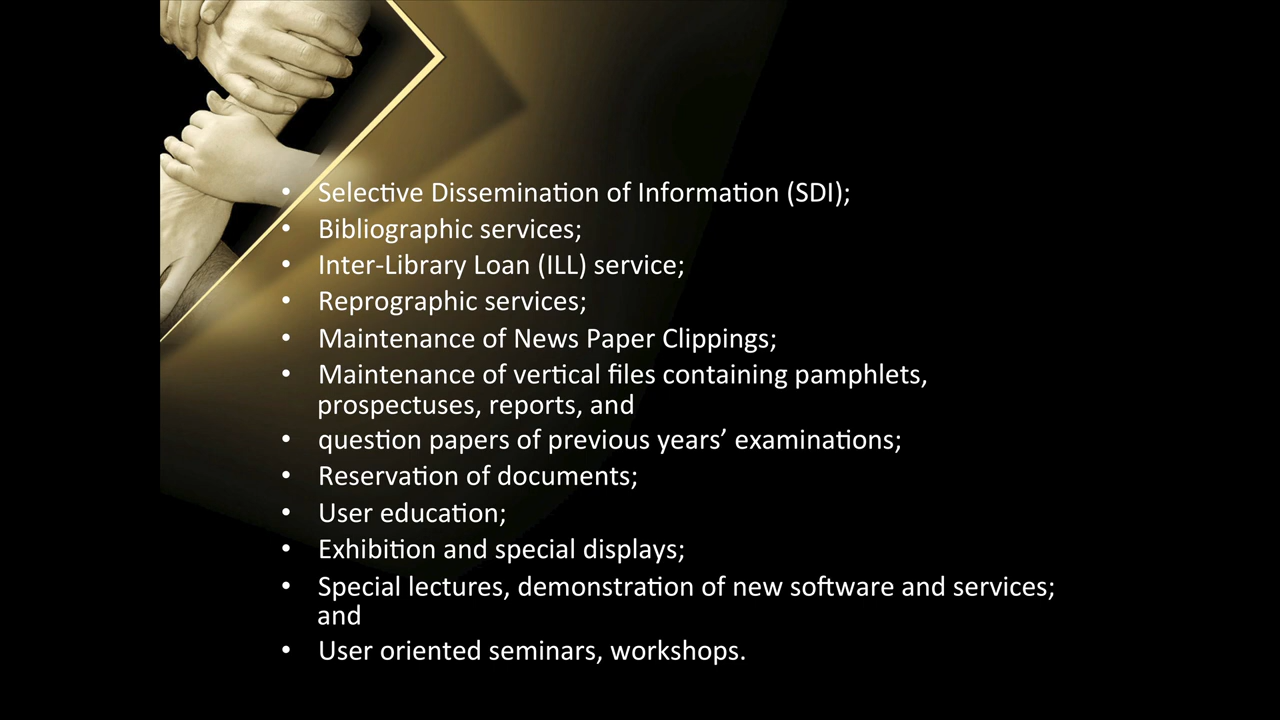 • Selective Dissemination of Information (SDI);
• Bibliographic services;
• Inter-Library Loan (ILL) service;
• Reprographic services;
• Maintenance of News Paper Clippings;
• Maintenance of vertical files containing pamphlets,
prospectuses, reports, and
• question papers of previous years’ examinations;
• Reservation of documents;
• User education;
• Exhibition and special displays;
• Special lectures, demonstration of new software and services;
and
• User oriented seminars, workshops.